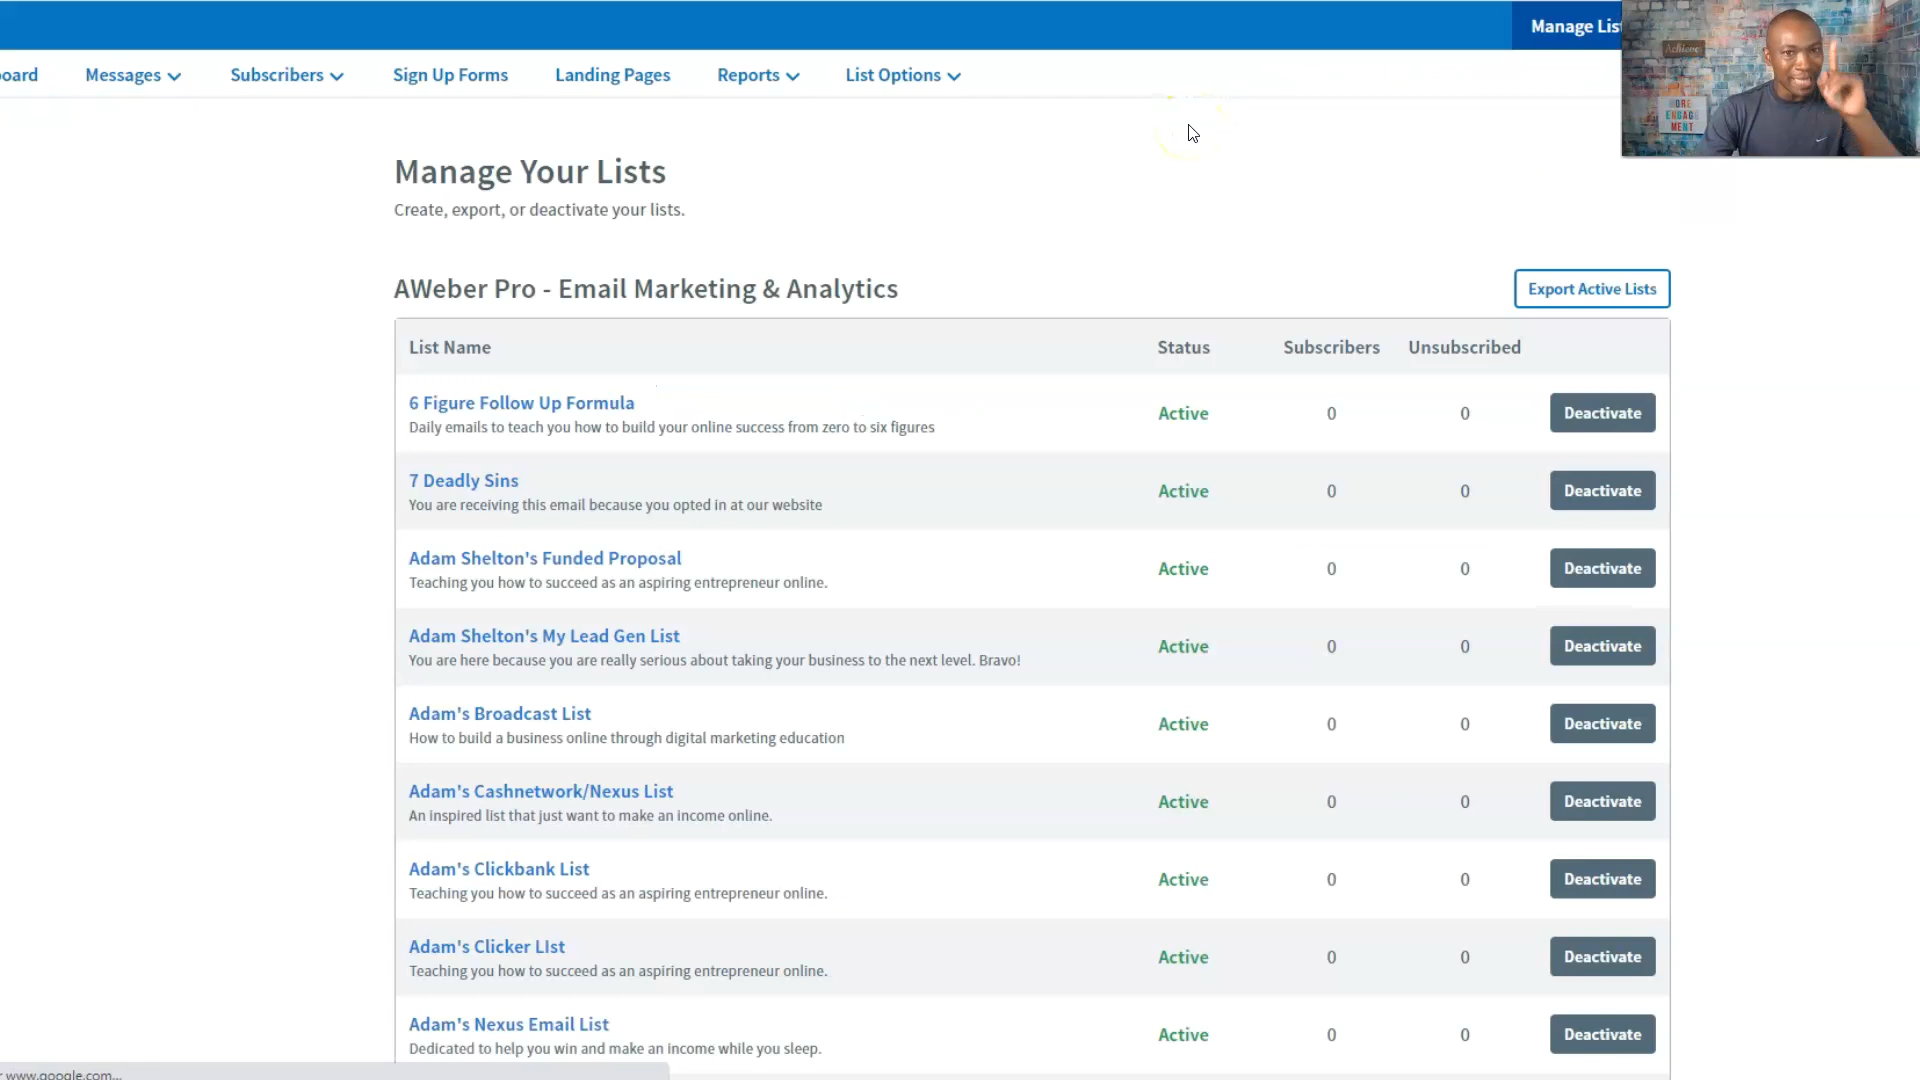 Manage Lis
oard Messages Subscribers Sign Up Forms Landing Pages Reports List Options
Achieve
ORE
ENGAG
MENT
Manage Your Lists
Create, export, or deactivate your lists.
AWeber Pro - Email Marketing & Analytics Export Active Lists
List Name Status Subscribers Unsubscribed
6 Figure Follow Up Formula
Daily emails to teach you how to build your online success from zero to six figures
Active 0 0 Deactivate
7 Deadly Sins
You are receiving this email because you opted in at our website
Active 0 0 Deactivate
Adam Shelton's Funded Proposal
Teaching you how to succeed as an aspiring entrepreneur online.
Active 0 0 Deactivate
Adam Shelton's My Lead Gen List
You are here because you are really serious about taking your business to the next level. Bravo!
Active 0 0 Deactivate
Adam's Broadcast List
How to build a business online through digital marketing education
Active 0 0 Deactivate
Adam's Cashnetwork/Nexus List
An inspired list that just want to make an income online.
Active 0 0 Deactivate
Adam's Clickbank List
Teaching you how to succeed as an aspiring entrepreneur online.
Active 0 0 Deactivate
Adam's Clicker LIst
Teaching you how to succeed as an aspiring entrepreneur online.
Active 0 0 Deactivate
Adam's Nexus Email List
Dedicated to help you win and make an income while you sleep.
Active 0 0 Deactivate
r www.google.com...